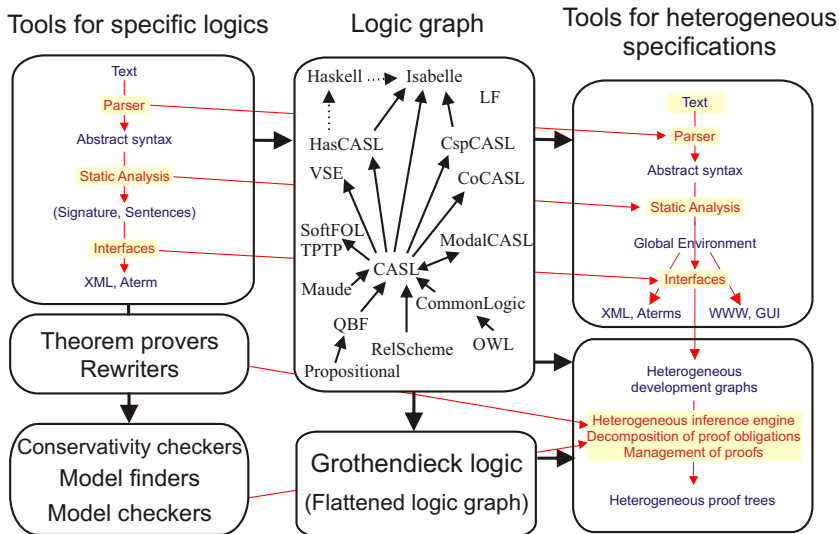 Tools for specific logics
Text
Parser
Abstract syntax
Static Analysis
(Signature, Sentences)
Interfaces
XML, Aterm
Theorem provers
Rewriters
Conservativity checkers
Model finders
Model checkers
Logic graph
Haskell
Isabelle
LF
HasCASL
CspCASL
VSE
CoCASL
SoftFOL
TPTP
ModalCASL
CASL
Maude
CommonLogic
QBF
RelScheme
OWL
Propositional
Grothendieck logic
(Flattened logic graph)
Tools for heterogeneous
specifications
Text
Parser
Abstract syntax
Static Analysis
Global Environment
Interfaces
XML, Aterms
WWW, GUI
Heterogeneous
development graphs
Heterogeneous inference engine
Decomposition of proof obligations
Management of proofs
Heterogeneous proof trees